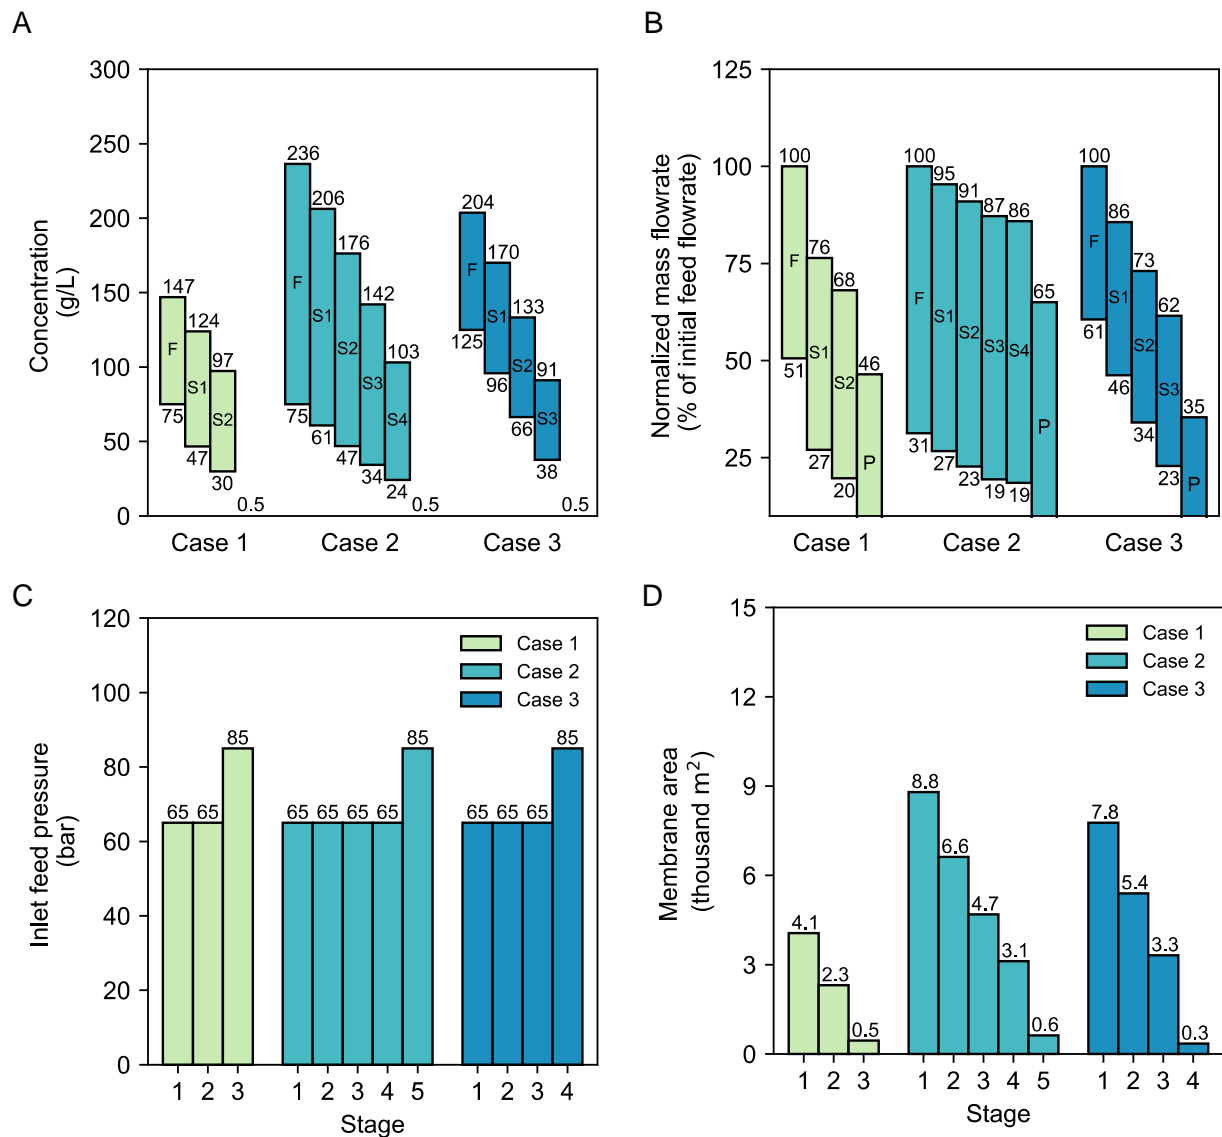 A
Concentration
(g/L)
300
250
200
150
100
50
0
147
124
97
F
S1
S2
75
47
30
0.5
236
206
176
142
103
F
S1
S2
S3
S4
75
61
47
34
24
0.5
204
170
133
91
F
S1
S2
S3
125
96
66
38
0.5
Case 1
Case 2
Case 3
B
Normalized mass flowrate
(% of initial feed flowrate)
125
100
75
50
25
100
76
68
46
F
S1
S2
P
51
27
20
100
95
91
87
86
65
F
S1
S2
S3
S4
P
31
27
23
19
19
100
86
73
62
35
F
S1
S2
S3
P
61
46
34
23
Case 1
Case 2
Case 3
C
Inlet feed pressure
(bar)
120
100
80
60
40
20
0
Case 1
Case 2
Case 3
65 65 85
65 65 65 65 85
65 65 65 85
1 2 3
1 2 3 4 5
1 2 3 4
Stage
D
Membrane area
(thousand m²)
15
12
9
6
3
0
Case 1
Case 2
Case 3
4.1
2.3
0.5
8.8
6.6
4.7
3.1
0.6
7.8
5.4
3.3
0.3
1 2 3
1 2 3 4 5
1 2 3 4
Stage